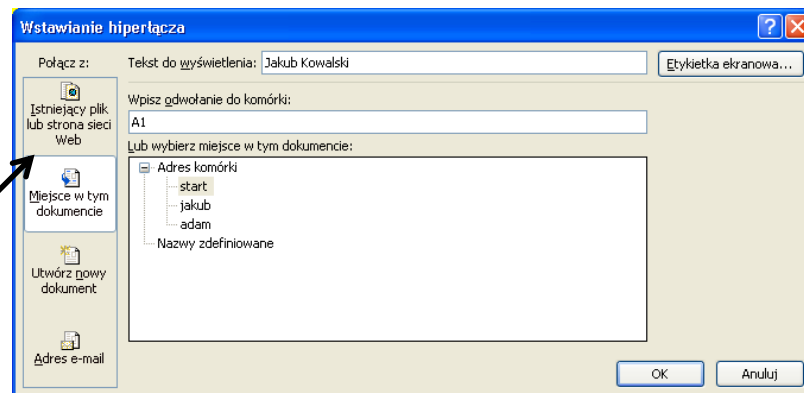 Wstawianie hiperłącza
Połącz z:
Tekst do wyświetlenia: Jakub Kowalski
Etykietka ekranowa...
Istniejący plik
lub strona sieci
Web
Wpisz odwołanie do komórki:
A1
Lub wybierz miejsce w tym dokumencie:
Adres komórki
start
jakub
adam
Nazwy zdefiniowane
Miejsce w tym
dokumencie
Utwórz nowy
dokument
Adres e-mail
OK
Anuluj